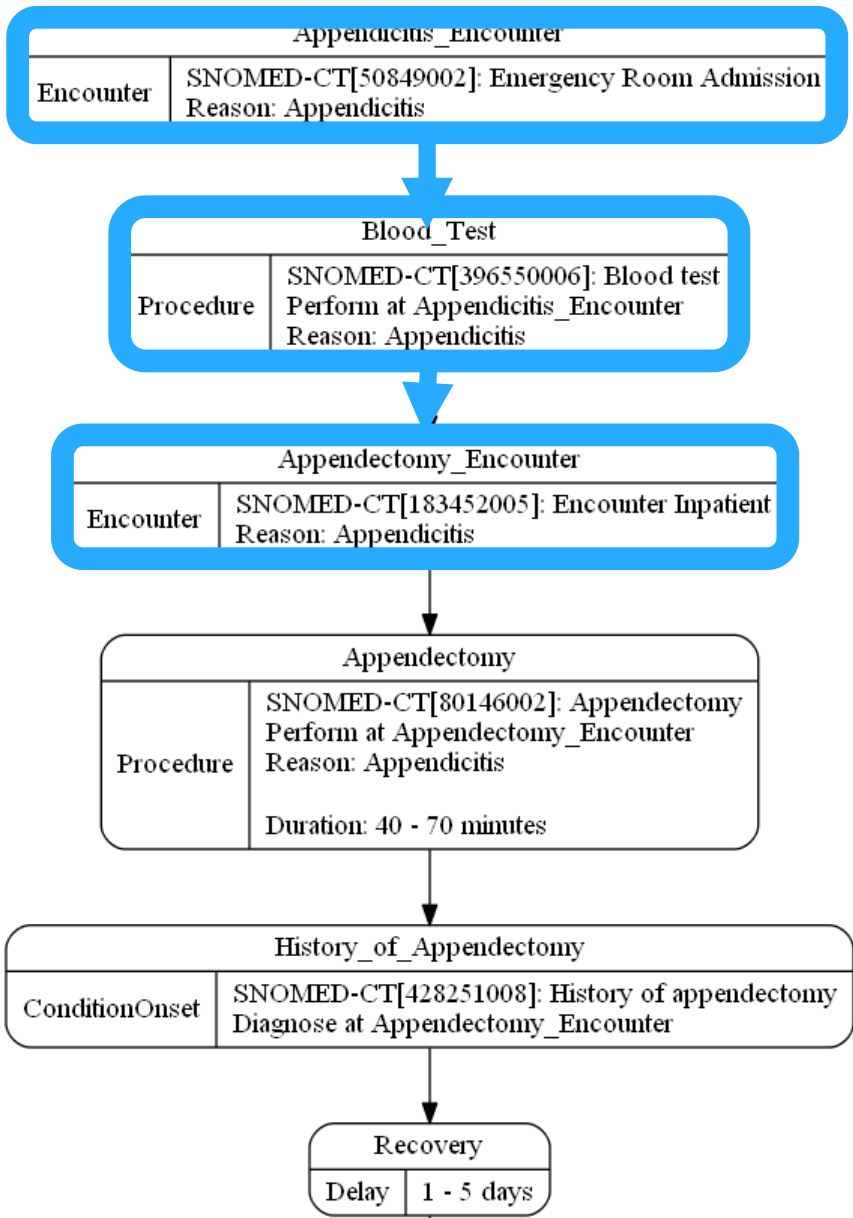 Appendicitis_Encounter
Encounter
SNOMED-CT[50849002]: Emergency Room Admission
Reason: Appendicitis
Blood_Test
Procedure
SNOMED-CT[396550006]: Blood test
Perform at Appendicitis_Encounter
Reason: Appendicitis
Appendectomy_Encounter
Encounter
SNOMED-CT[183452005]: Encounter Inpatient
Reason: Appendicitis
Appendectomy
Procedure
SNOMED-CT[80146002]: Appendectomy
Perform at Appendectomy_Encounter
Reason: Appendicitis
Duration: 40 - 70 minutes
History_of_Appendectomy
ConditionOnset
SNOMED-CT[428251008]: History of appendectomy
Diagnose at Appendectomy_Encounter
Recovery
Delay
1 - 5 days